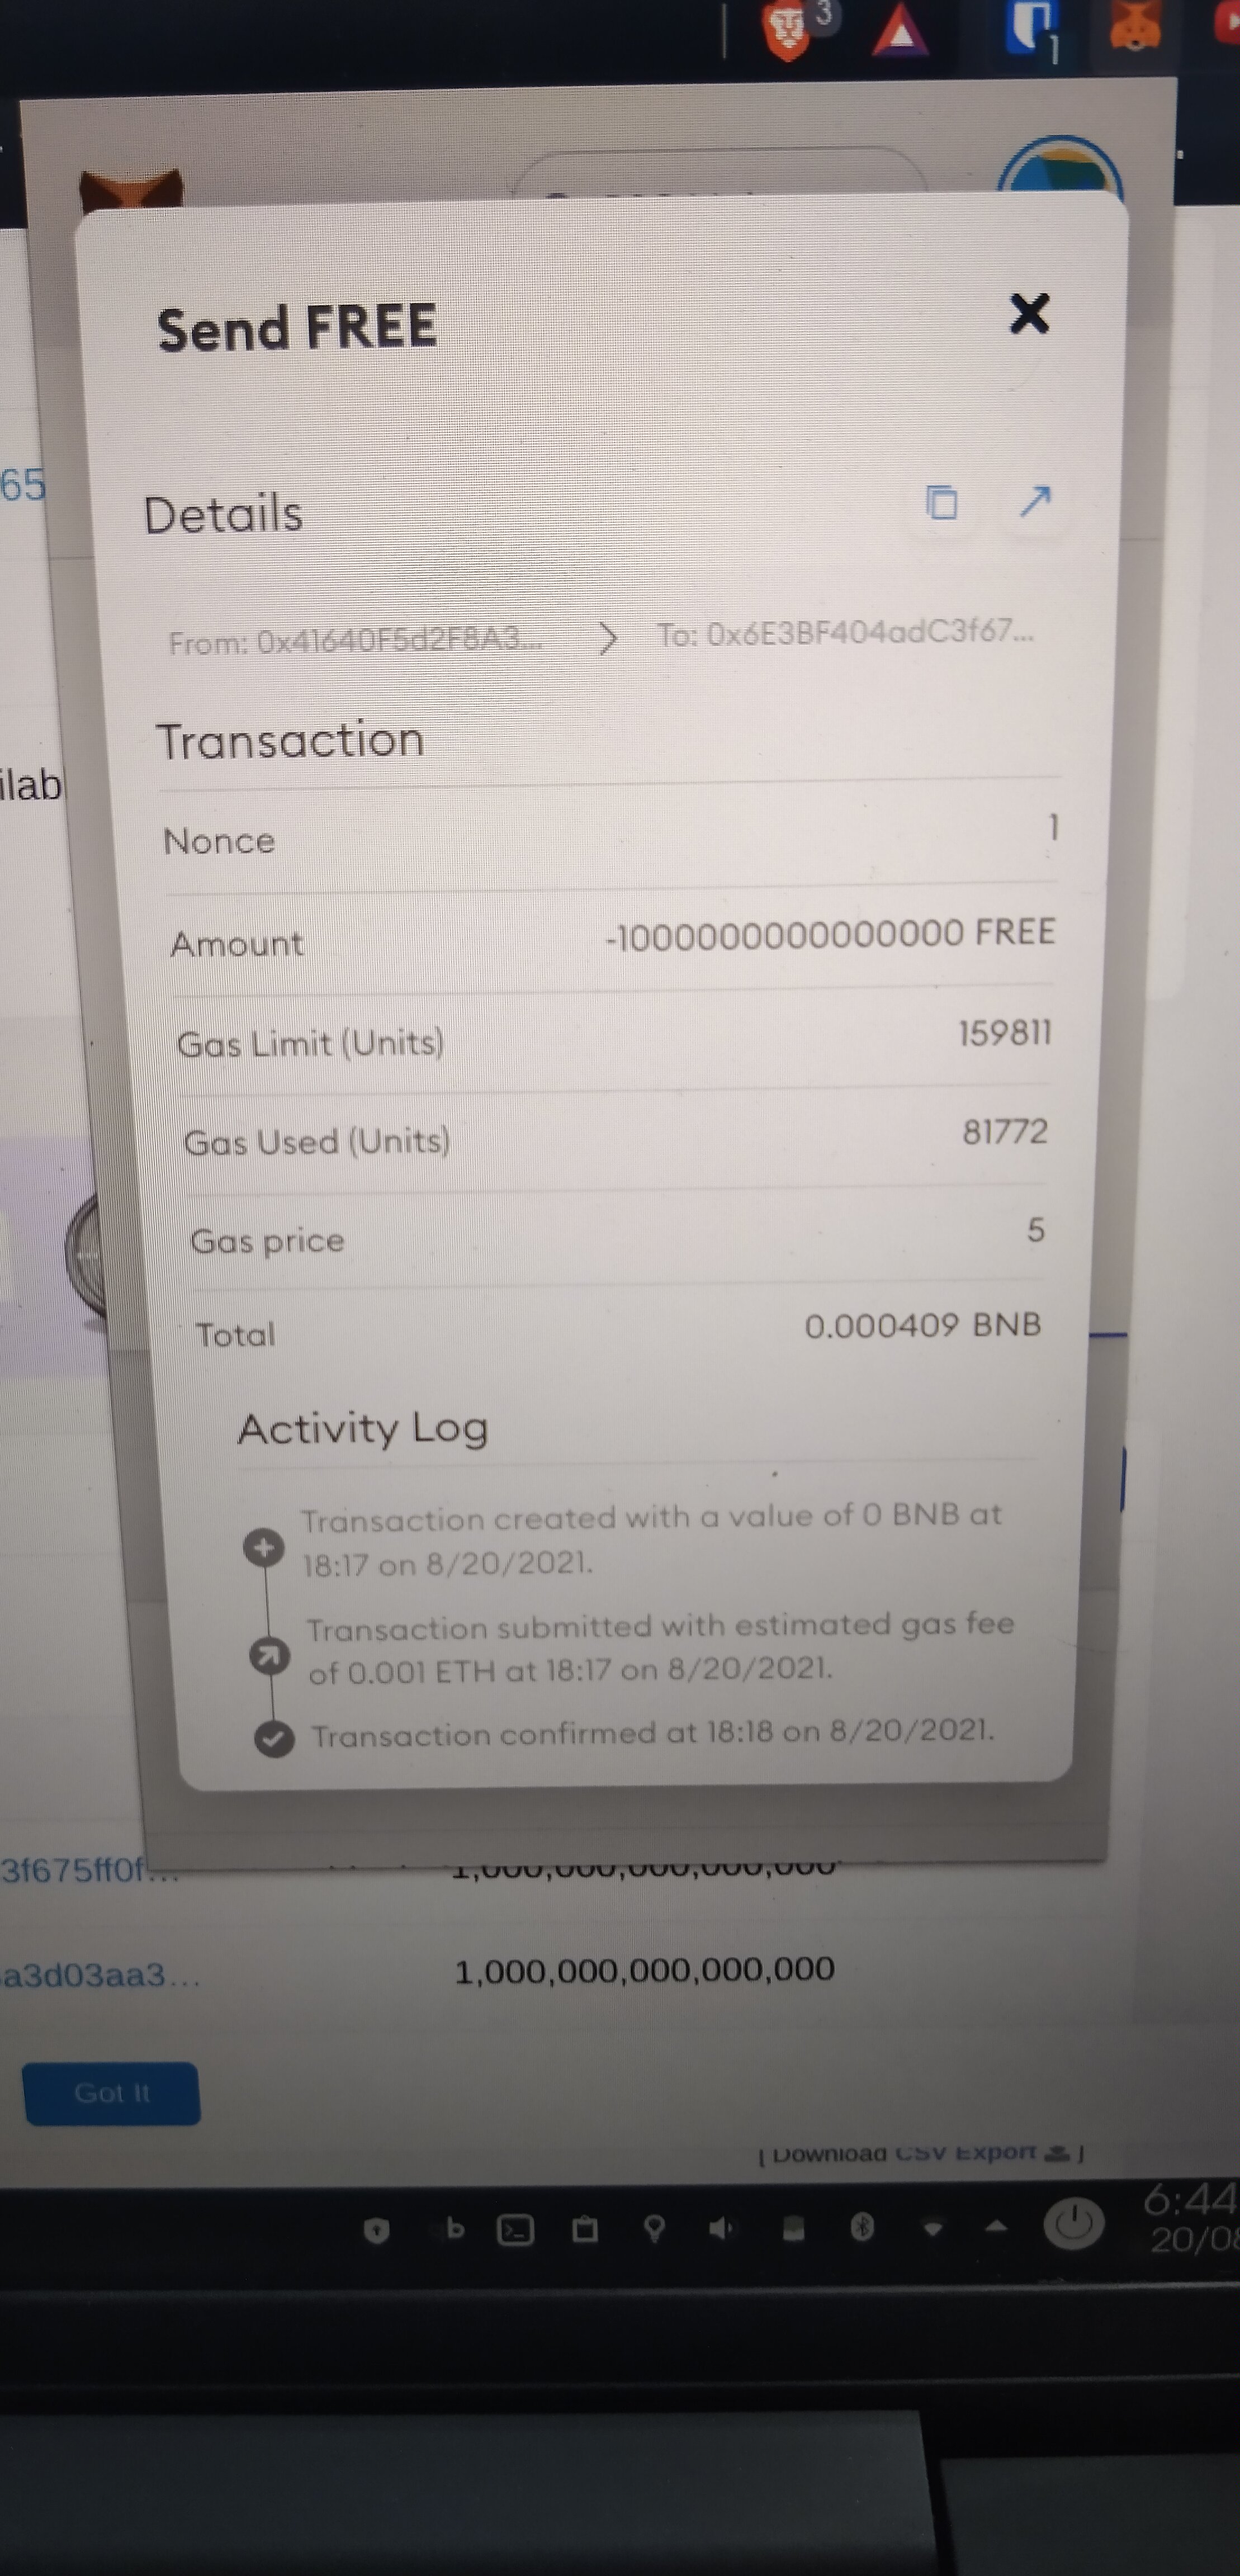 3
1
Send FREE
65
Details
From: 0x41640F5d2F8A3...
To: 0x6E3BF404adC3f67...
Transaction
ilab
Nonce 1
Amount -1000000000000000 FREE
Gas Limit (Units) 159811
Gas Used (Units) 81772
Gas price 5
Total 0.000409 BNB
Activity Log
Transaction created with a value of 0 BNB at
18:17 on 8/20/2021.
Transaction submitted with estimated gas fee
of 0.001 ETH at 18:17 on 8/20/2021.
Transaction confirmed at 18:18 on 8/20/2021.
3f675ff0f... 1,000,000,000,000,000
a3d03aa3... 1,000,000,000,000,000
Got It
[ Download CSV Export ]
b
6:44
20/08